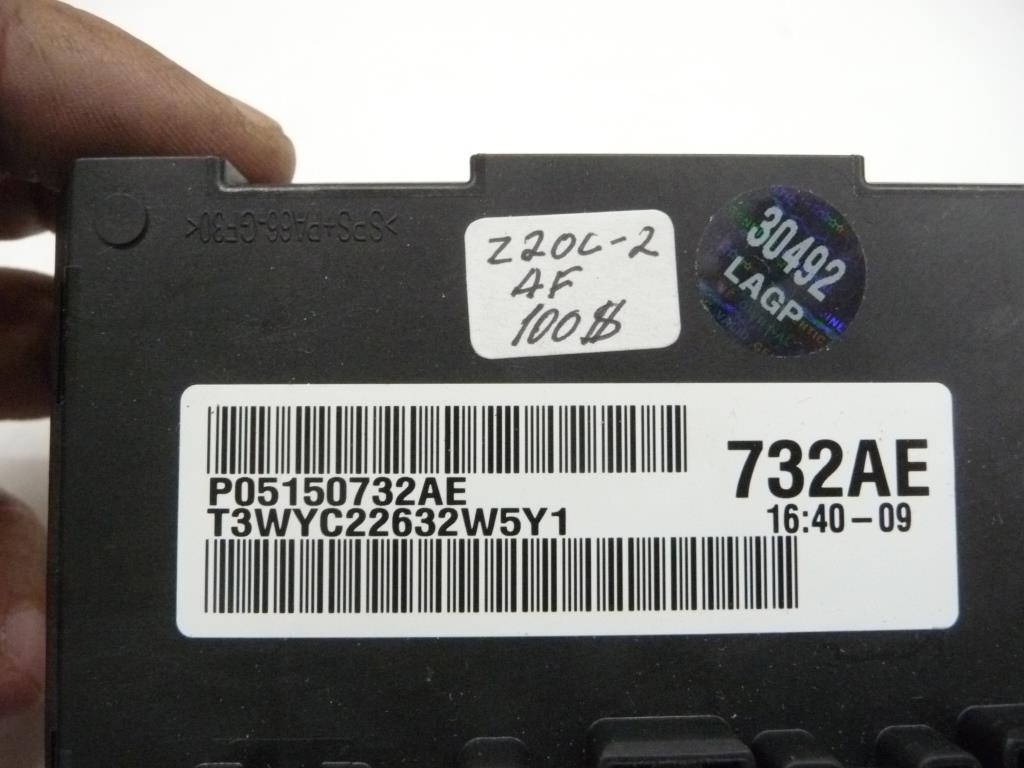 >SPS+PA66-GF30<
Z20C-2
AF
100$
30492
LAGP
P05150732AE
T3WYC22632W5Y1
732AE
16:40-09